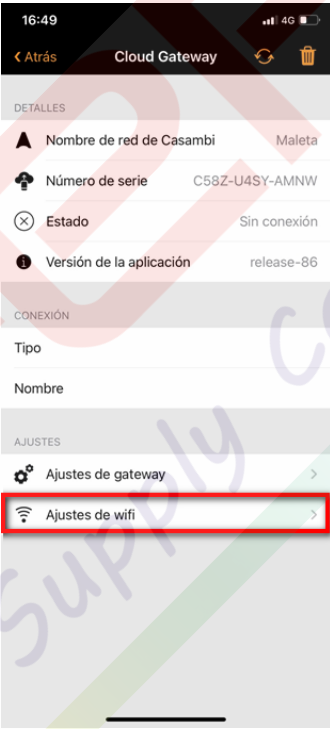 16:49
4G
Atrás
Cloud Gateway
DETALLES
Nombre de red de Casambi Maleta
Número de serie C58Z-U4SY-AMNW
Estado Sin conexión
Versión de la aplicación release-86
CONEXIÓN
Tipo
Nombre
AJUSTES
Ajustes de gateway
Ajustes de wifi
Supply